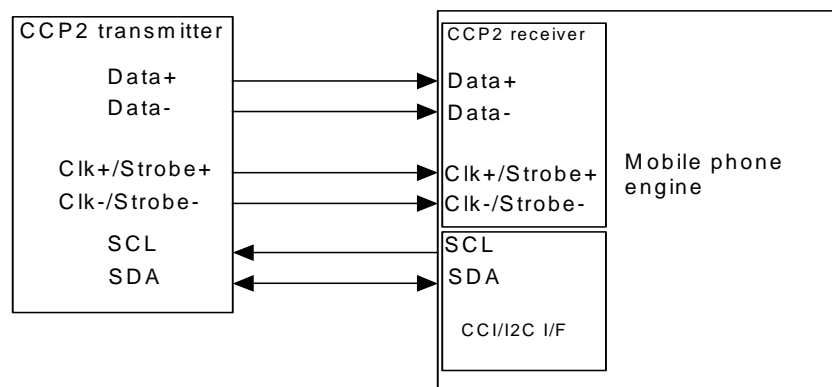 CCP2 transmitter
Data+
Data-
Clk+/Strobe+
Clk-/Strobe-
SCL
SDA
CCP2 receiver
Data+
Data-
Clk+/Strobe+
Clk-/Strobe-
SCL
SDA
CCI/I2C I/F
Mobile phone
engine